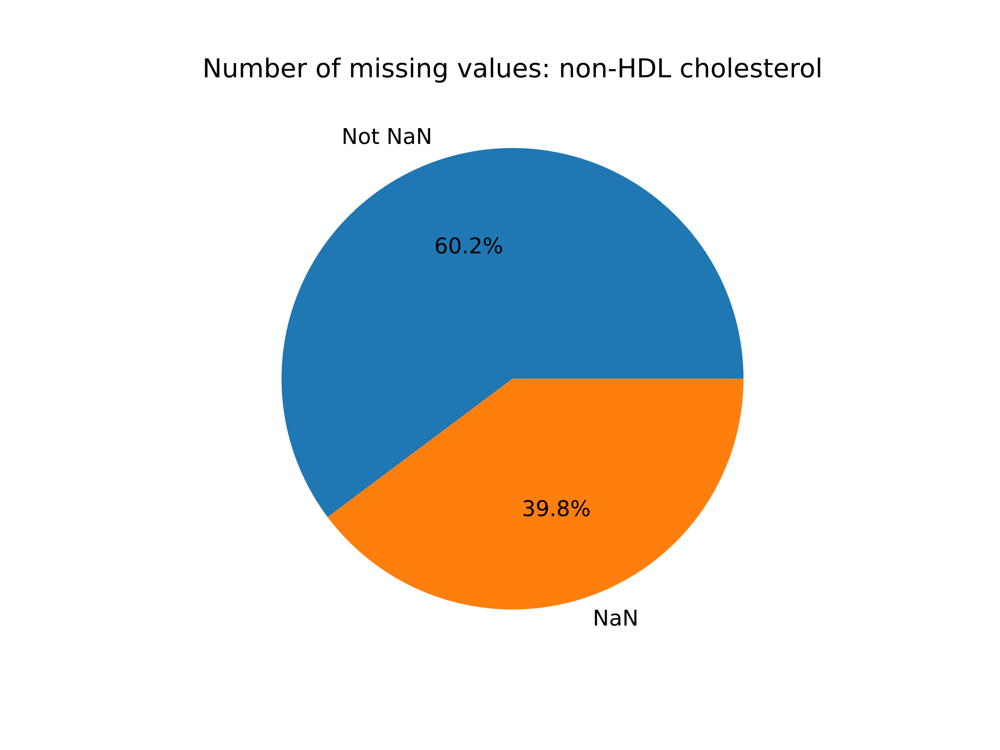 Number of missing values: non-HDL cholesterol
Not NaN
60.2%
39.8%
NaN